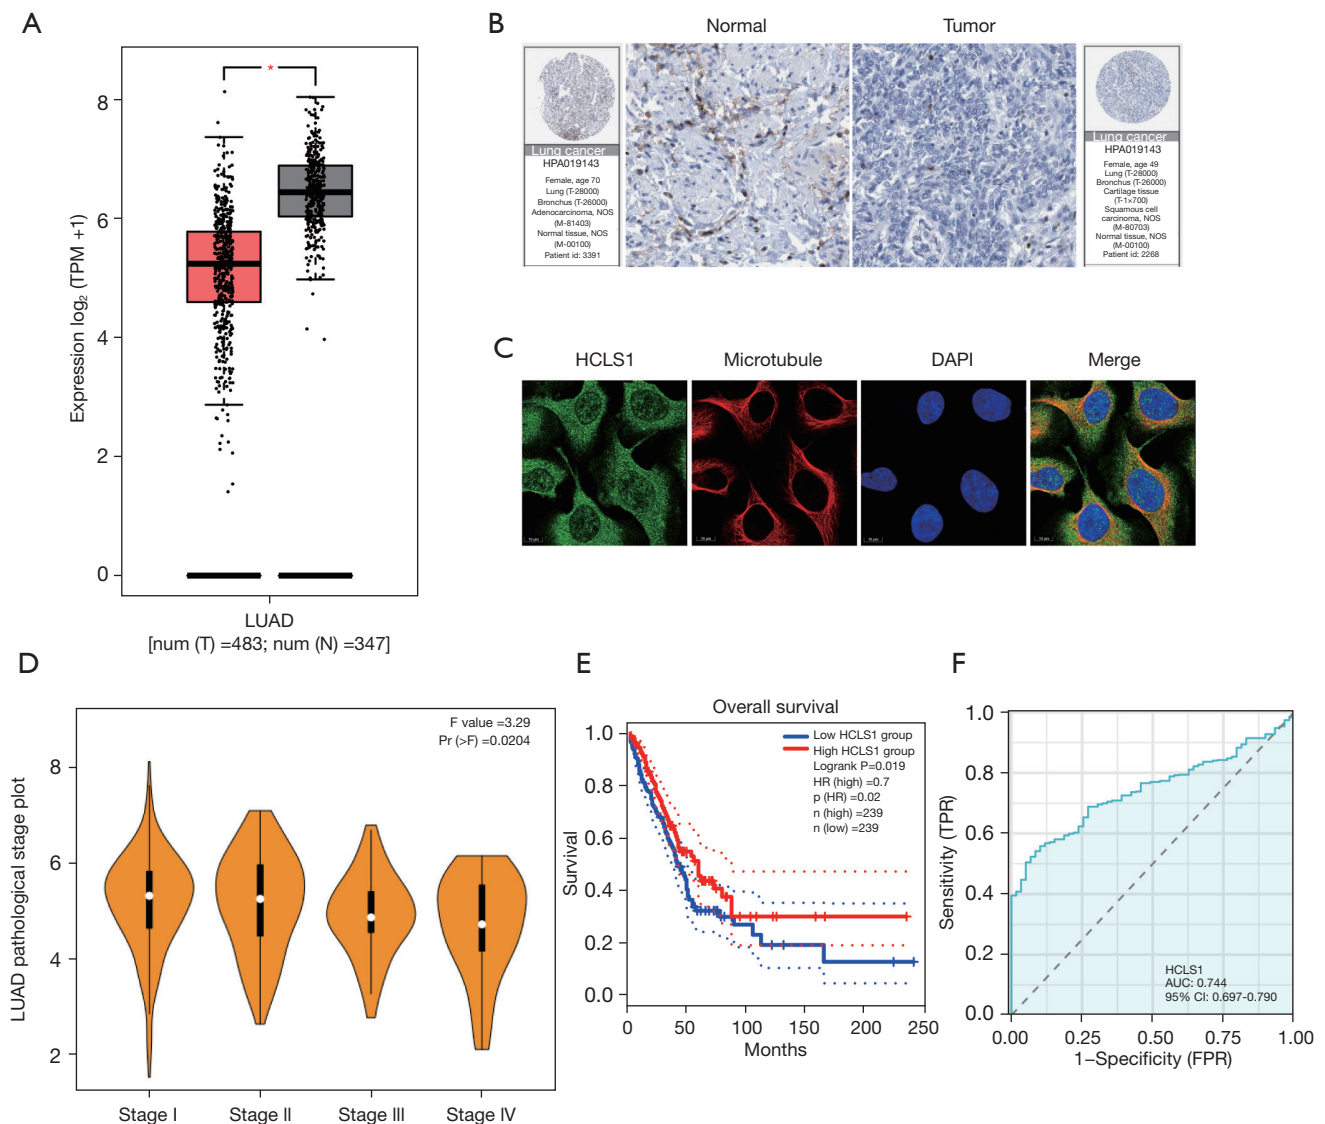 A
8
6
4
2
0
Expression log₂ (TPM +1)
*
LUAD
[num (T) =483; num (N) =347]
B
Normal
Tumor
Lung cancer
HPA019143
Female, age 70
Lung (T-28000)
Bronchus (T-26000)
Adenocarcinoma, NOS
(M-81403)
Normal tissue, NOS
(M-00100)
Patient id: 3391
Lung cancer
HPA019143
Female, age 49
Lung (T-28000)
Bronchus (T-26000)
Cartilage tissue
(T-1×700)
Squamous cell
carcinoma, NOS
(M-80703)
Normal tissue, NOS
(M-00100)
Patient id: 2268
C
HCLS1
Microtubule
DAPI
Merge
10 μm
10 μm
10 μm
10 μm
D
F value =3.29
Pr (>F) =0.0204
8
6
4
2
LUAD pathological stage plot
Stage I
Stage II
Stage III
Stage IV
E
Overall survival
Low HCLS1 group
High HCLS1 group
Logrank P=0.019
HR (high) =0.7
p (HR) =0.02
n (high) =239
n (low) =239
1.0
0.8
0.6
0.4
0.2
0.0
Survival
0
50
100
150
200
250
Months
F
1.0
0.8
0.6
0.4
0.2
0.0
Sensitivity (TPR)
HCLS1
AUC: 0.744
95% CI: 0.697-0.790
0.00
0.25
0.50
0.75
1.00
1−Specificity (FPR)